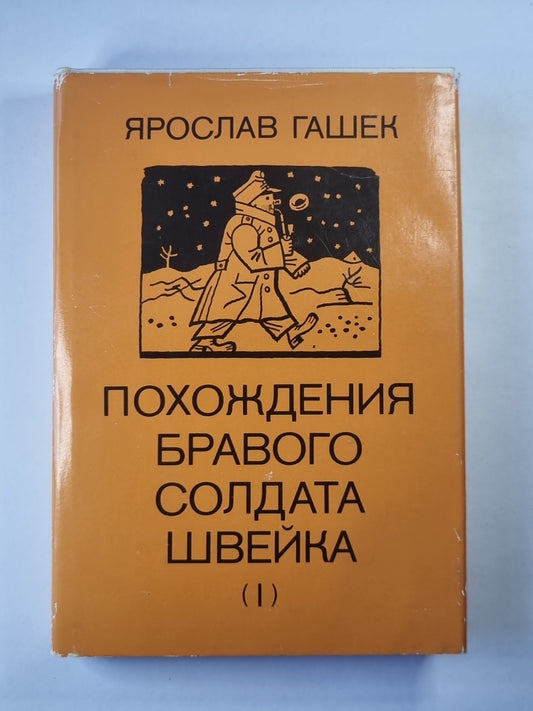 ЯРОСЛАВ ГАШЕК
ПОХОЖДЕНИЯ
БРАВОГО
СОЛДАТА
ШВЕЙКА
(I)